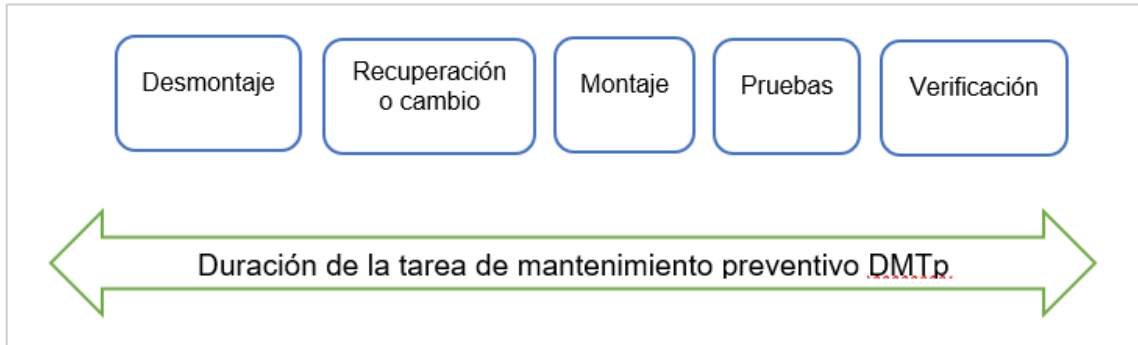 Desmontaje
Recuperación
o cambio
Montaje
Pruebas
Verificación
Duración de la tarea de mantenimiento preventivo DMTp